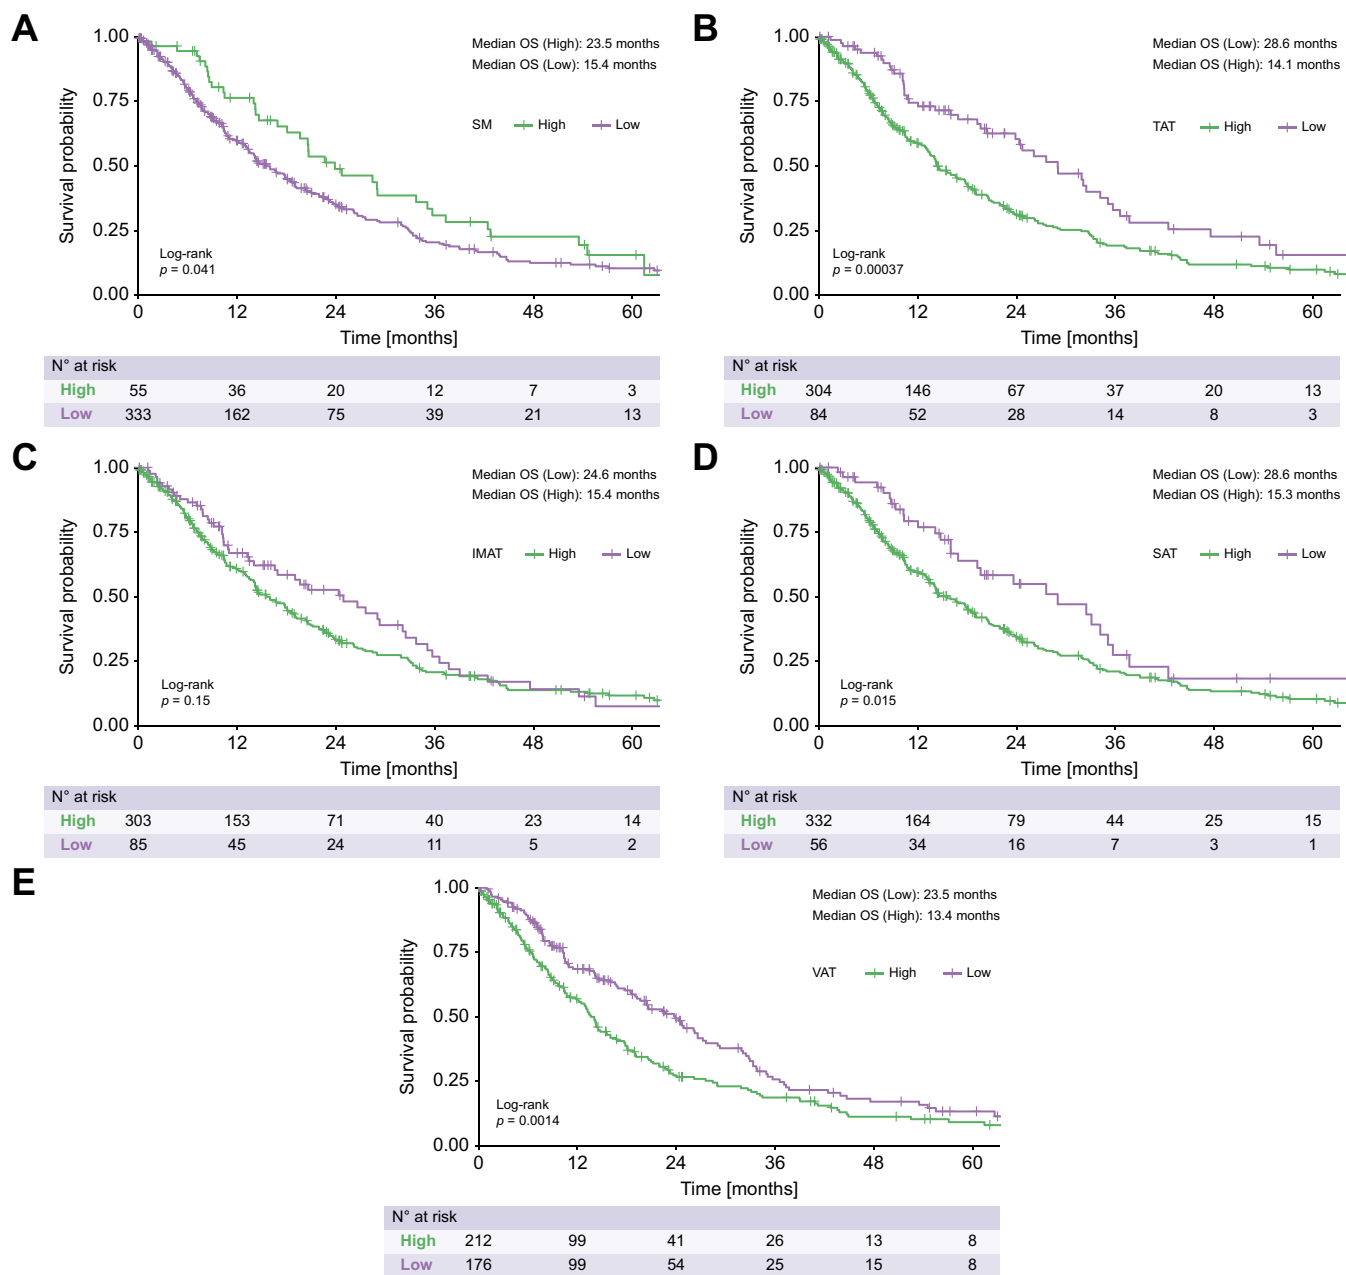 A
Survival probability
1.00
0.75
0.50
0.25
0.00
Median OS (High): 23.5 months
Median OS (Low): 15.4 months
SM High Low
Log-rank
p = 0.041
0 12 24 36 48 60
Time [months]
N° at risk
High 55 36 20 12 7 3
Low 333 162 75 39 21 13
B
Survival probability
1.00
0.75
0.50
0.25
0.00
Median OS (Low): 28.6 months
Median OS (High): 14.1 months
TAT High Low
Log-rank
p = 0.00037
0 12 24 36 48 60
Time [months]
N° at risk
High 304 146 67 37 20 13
Low 84 52 28 14 8 3
C
Survival probability
1.00
0.75
0.50
0.25
0.00
Median OS (Low): 24.6 months
Median OS (High): 15.4 months
IMAT High Low
Log-rank
p = 0.15
0 12 24 36 48 60
Time [months]
N° at risk
High 303 153 71 40 23 14
Low 85 45 24 11 5 2
D
Survival probability
1.00
0.75
0.50
0.25
0.00
Median OS (Low): 28.6 months
Median OS (High): 15.3 months
SAT High Low
Log-rank
p = 0.015
0 12 24 36 48 60
Time [months]
N° at risk
High 332 164 79 44 25 15
Low 56 34 16 7 3 1
E
Survival probability
1.00
0.75
0.50
0.25
0.00
Median OS (Low): 23.5 months
Median OS (High): 13.4 months
VAT High Low
Log-rank
p = 0.0014
0 12 24 36 48 60
Time [months]
N° at risk
High 212 99 41 26 13 8
Low 176 99 54 25 15 8